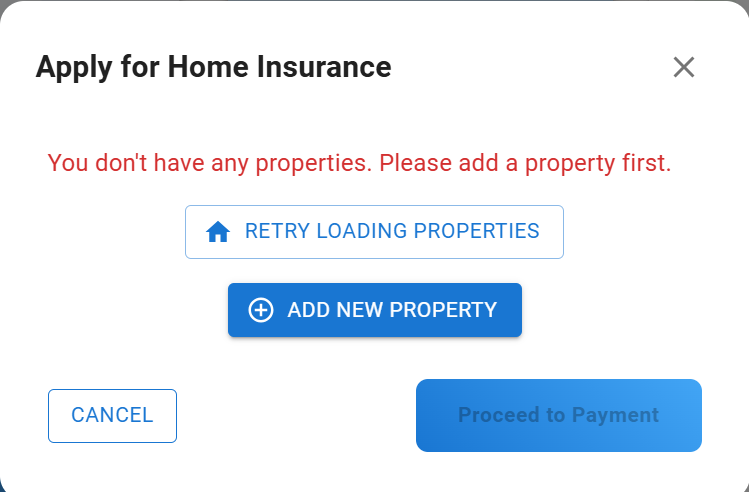 Apply for Home Insurance
You don't have any properties. Please add a property first.
RETRY LOADING PROPERTIES
ADD NEW PROPERTY
CANCEL
Proceed to Payment